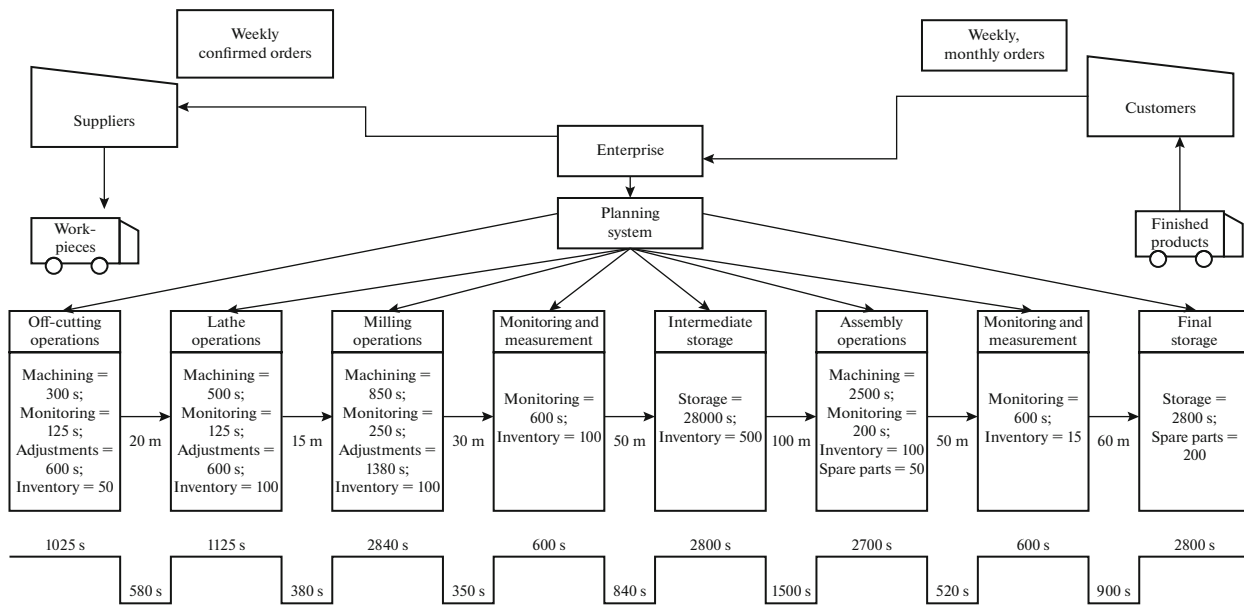 Weekly
confirmed orders
Weekly,
monthly orders
Suppliers
Customers
Enterprise
Planning
system
Work-
pieces
Finished
products
Off-cutting
operations
Machining =
300 s;
Monitoring =
125 s;
Adjustments =
600 s;
Inventory = 50
20 m
Lathe
operations
Machining =
500 s;
Monitoring =
125 s;
Adjustments =
600 s;
Inventory = 100
15 m
Milling
operations
Machining =
850 s;
Monitoring =
250 s;
Adjustments =
1380 s;
Inventory = 100
30 m
Monitoring and
measurement
Monitoring =
600 s;
Inventory = 100
50 m
Intermediate
storage
Storage =
28000 s;
Inventory = 500
100 m
Assembly
operations
Machining =
2500 s;
Monitoring =
200 s;
Inventory = 100
Spare parts = 50
50 m
Monitoring and
measurement
Monitoring =
600 s;
Inventory = 15
60 m
Final
storage
Storage =
2800 s;
Spare parts =
200
1025 s
580 s
1125 s
380 s
2840 s
350 s
600 s
840 s
2800 s
1500 s
2700 s
520 s
600 s
900 s
2800 s